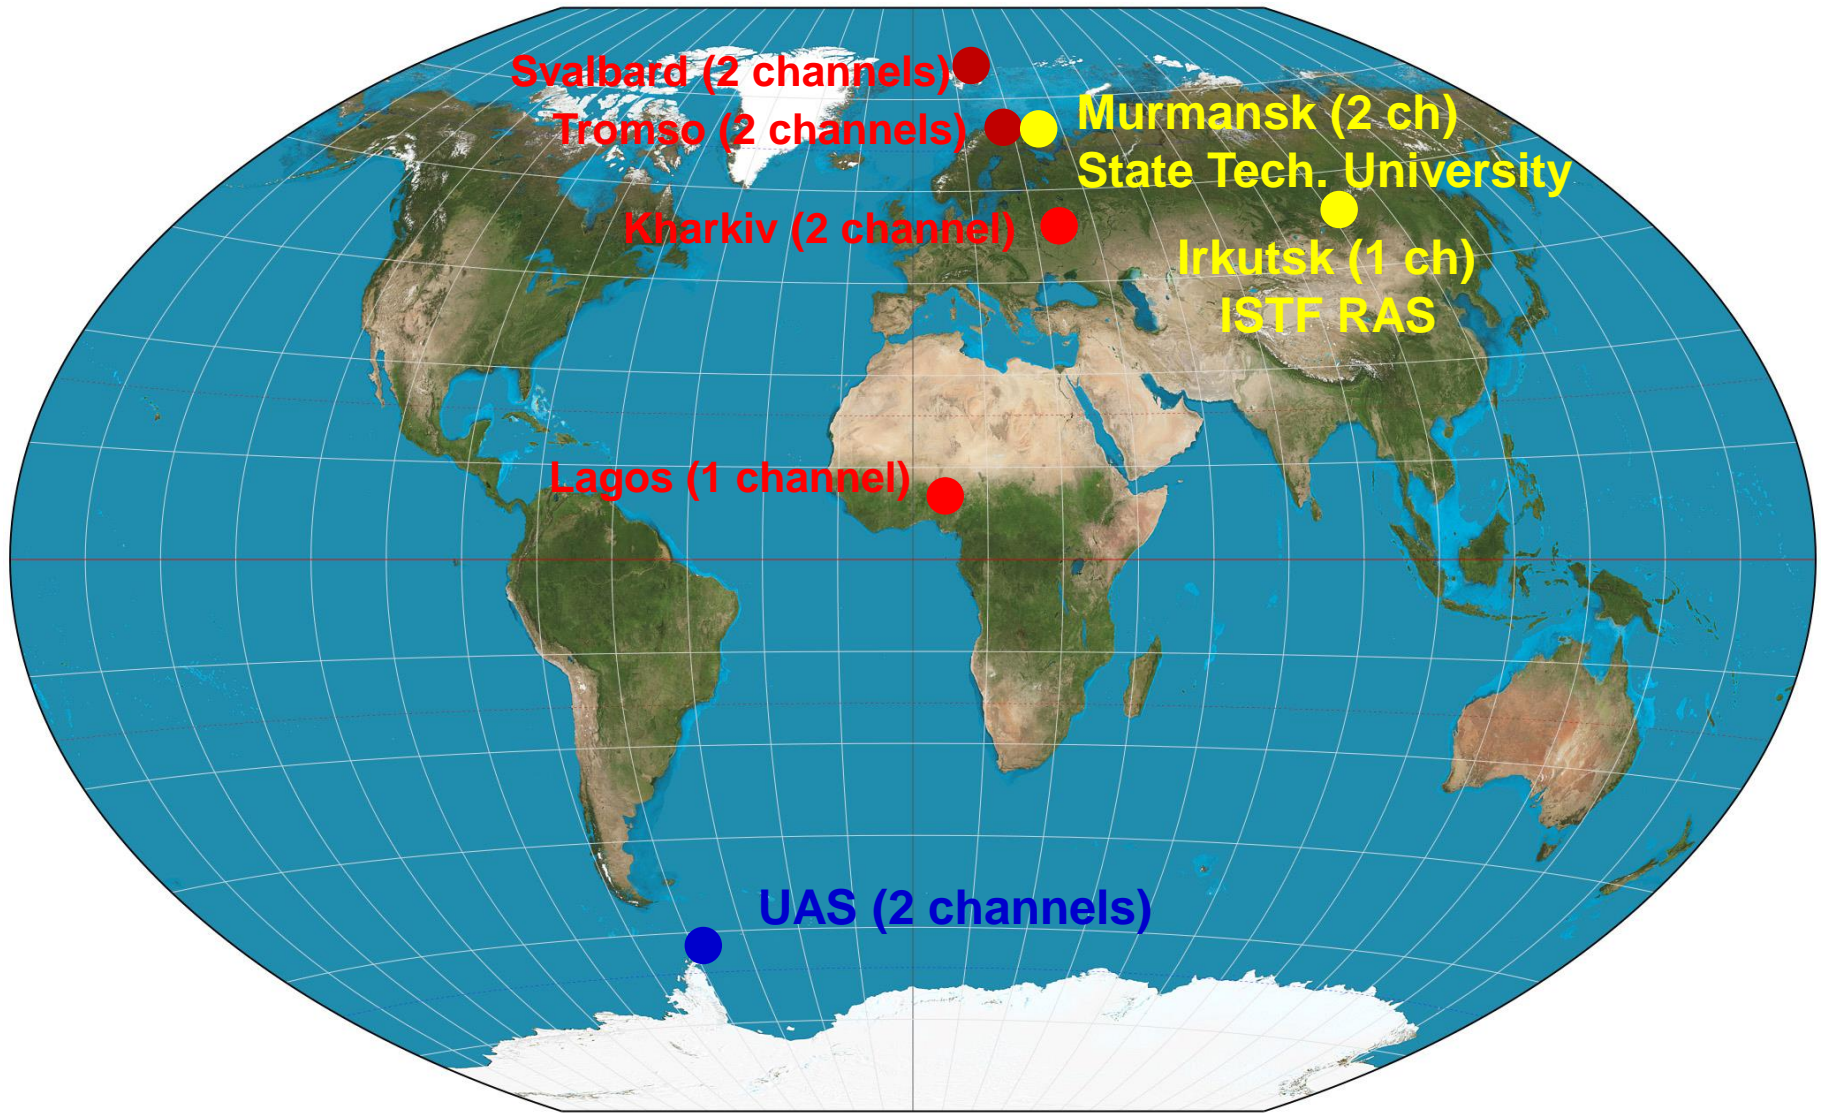 Svalbard (2 channels)
Tromso (2 channels)
Murmansk (2 ch)
State Tech. University
Kharkiv (2 channel)
Irkutsk (1 ch)
ISTF RAS
Lagos (1 channel)
UAS (2 channels)